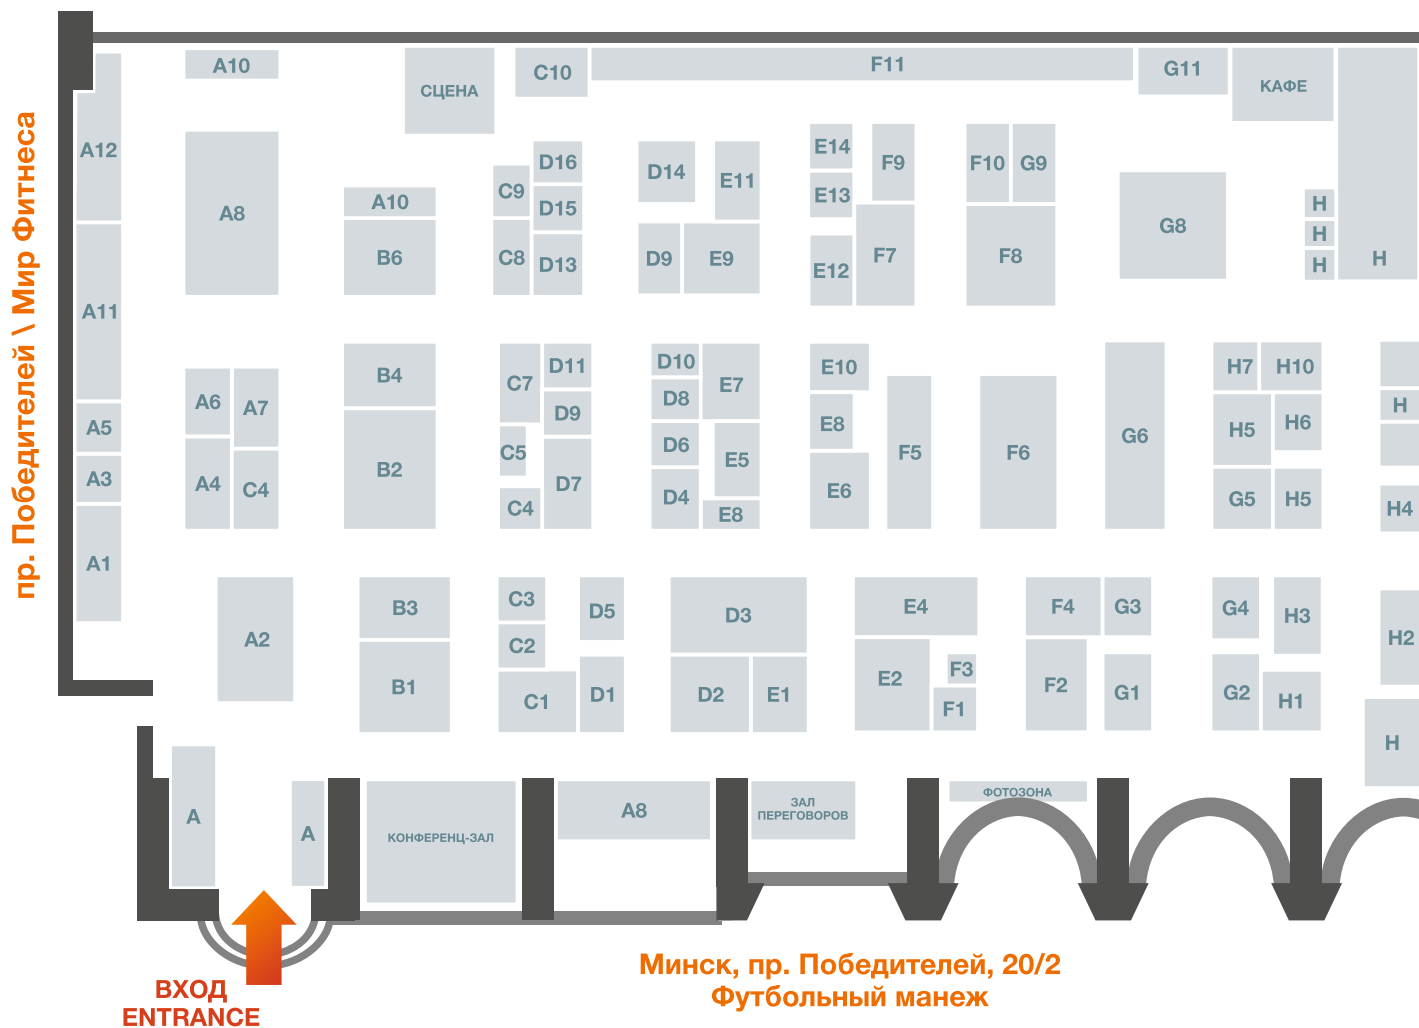 A10
СЦЕНА
C10
F11
G11
КАФЕ
A12
A8
A10
B6
C9
C8
D16
D15
D13
D14
E11
D9
E9
E14
E13
E12
F9
F7
F10
G9
F8
G8
H
H
H
H
пр. Победителей \ Мир Фитнеса
A11
A5
A3
A1
A6
A7
A4
C4
B4
B2
C7
C5
C4
D11
D9
D7
D10
D8
D6
D4
E7
E5
E8
E10
E8
E6
F5
F6
G6
H7
H10
H5
H6
G5
H5
H
H4
A2
B3
B1
C3
C2
C1
D5
D1
D3
D2
E1
E4
E2
F3
F1
F4
F2
G3
G1
G4
G2
H3
H1
H2
H
A
A
КОНФЕРЕНЦ-ЗАЛ
A8
ЗАЛ
ПЕРЕГОВОРОВ
ФОТОЗОНА
ВХОД
ENTRANCE
Минск, пр. Победителей, 20/2
Футбольный манеж